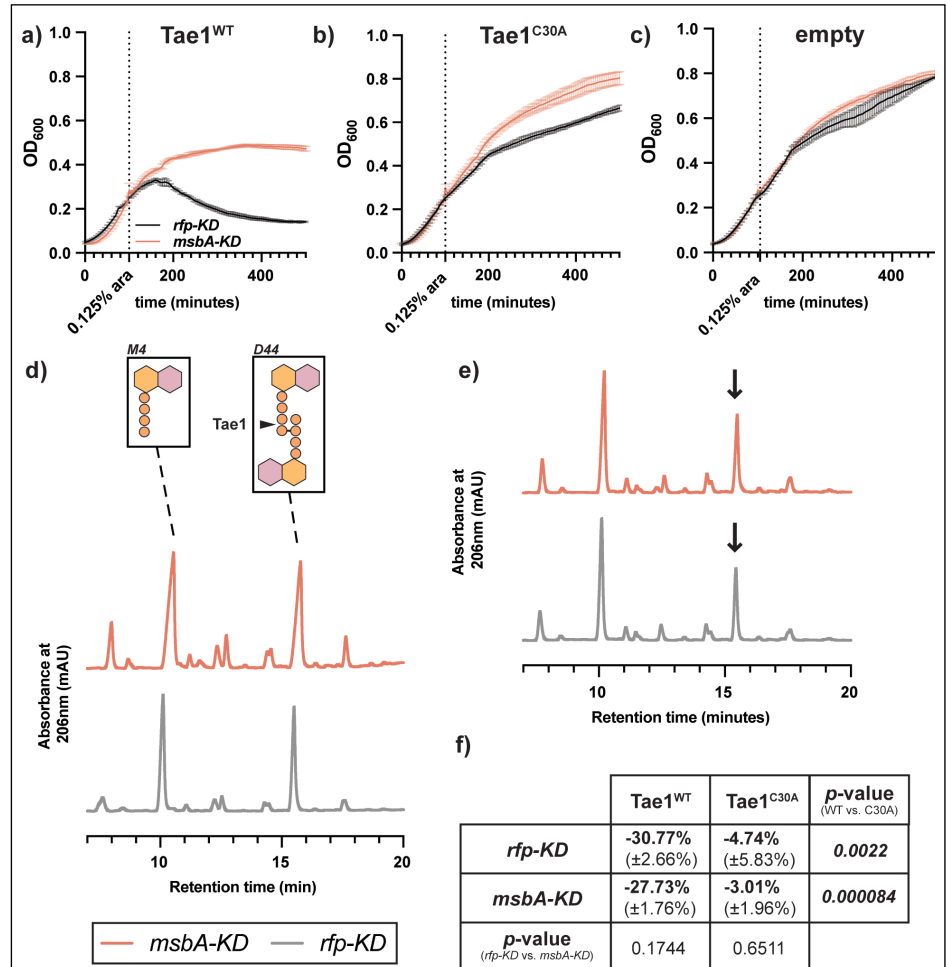 a) Tae1WT
1.0
0.8
0.6
0.4
0.2
0.0
OD600
rfp-KD
msbA-KD
0 200 400
0.125% ara
time (minutes)
b) Tae1C30A
1.0
0.8
0.6
0.4
0.2
0.0
OD600
0 200 400
0.125% ara
time (minutes)
c) empty
1.0
0.8
0.6
0.4
0.2
0.0
OD600
0 200 400
0.125% ara
time (minutes)
d)
M4
D44
Tae1
Absorbance at
206nm (mAU)
10 15 20
Retention time (min)
msbA-KD rfp-KD
e)
Absorbance at
206nm (mAU)
10 15 20
Retention time (minutes)
f)
Tae1WT Tae1C30A p-value
(WT vs. C30A)
rfp-KD -30.77% -4.74% 0.0022
(±2.66%) (±5.83%)
msbA-KD -27.73% -3.01% 0.000084
(±1.76%) (±1.96%)
p-value 0.1744 0.6511
(rfp-KD vs. msbA-KD)